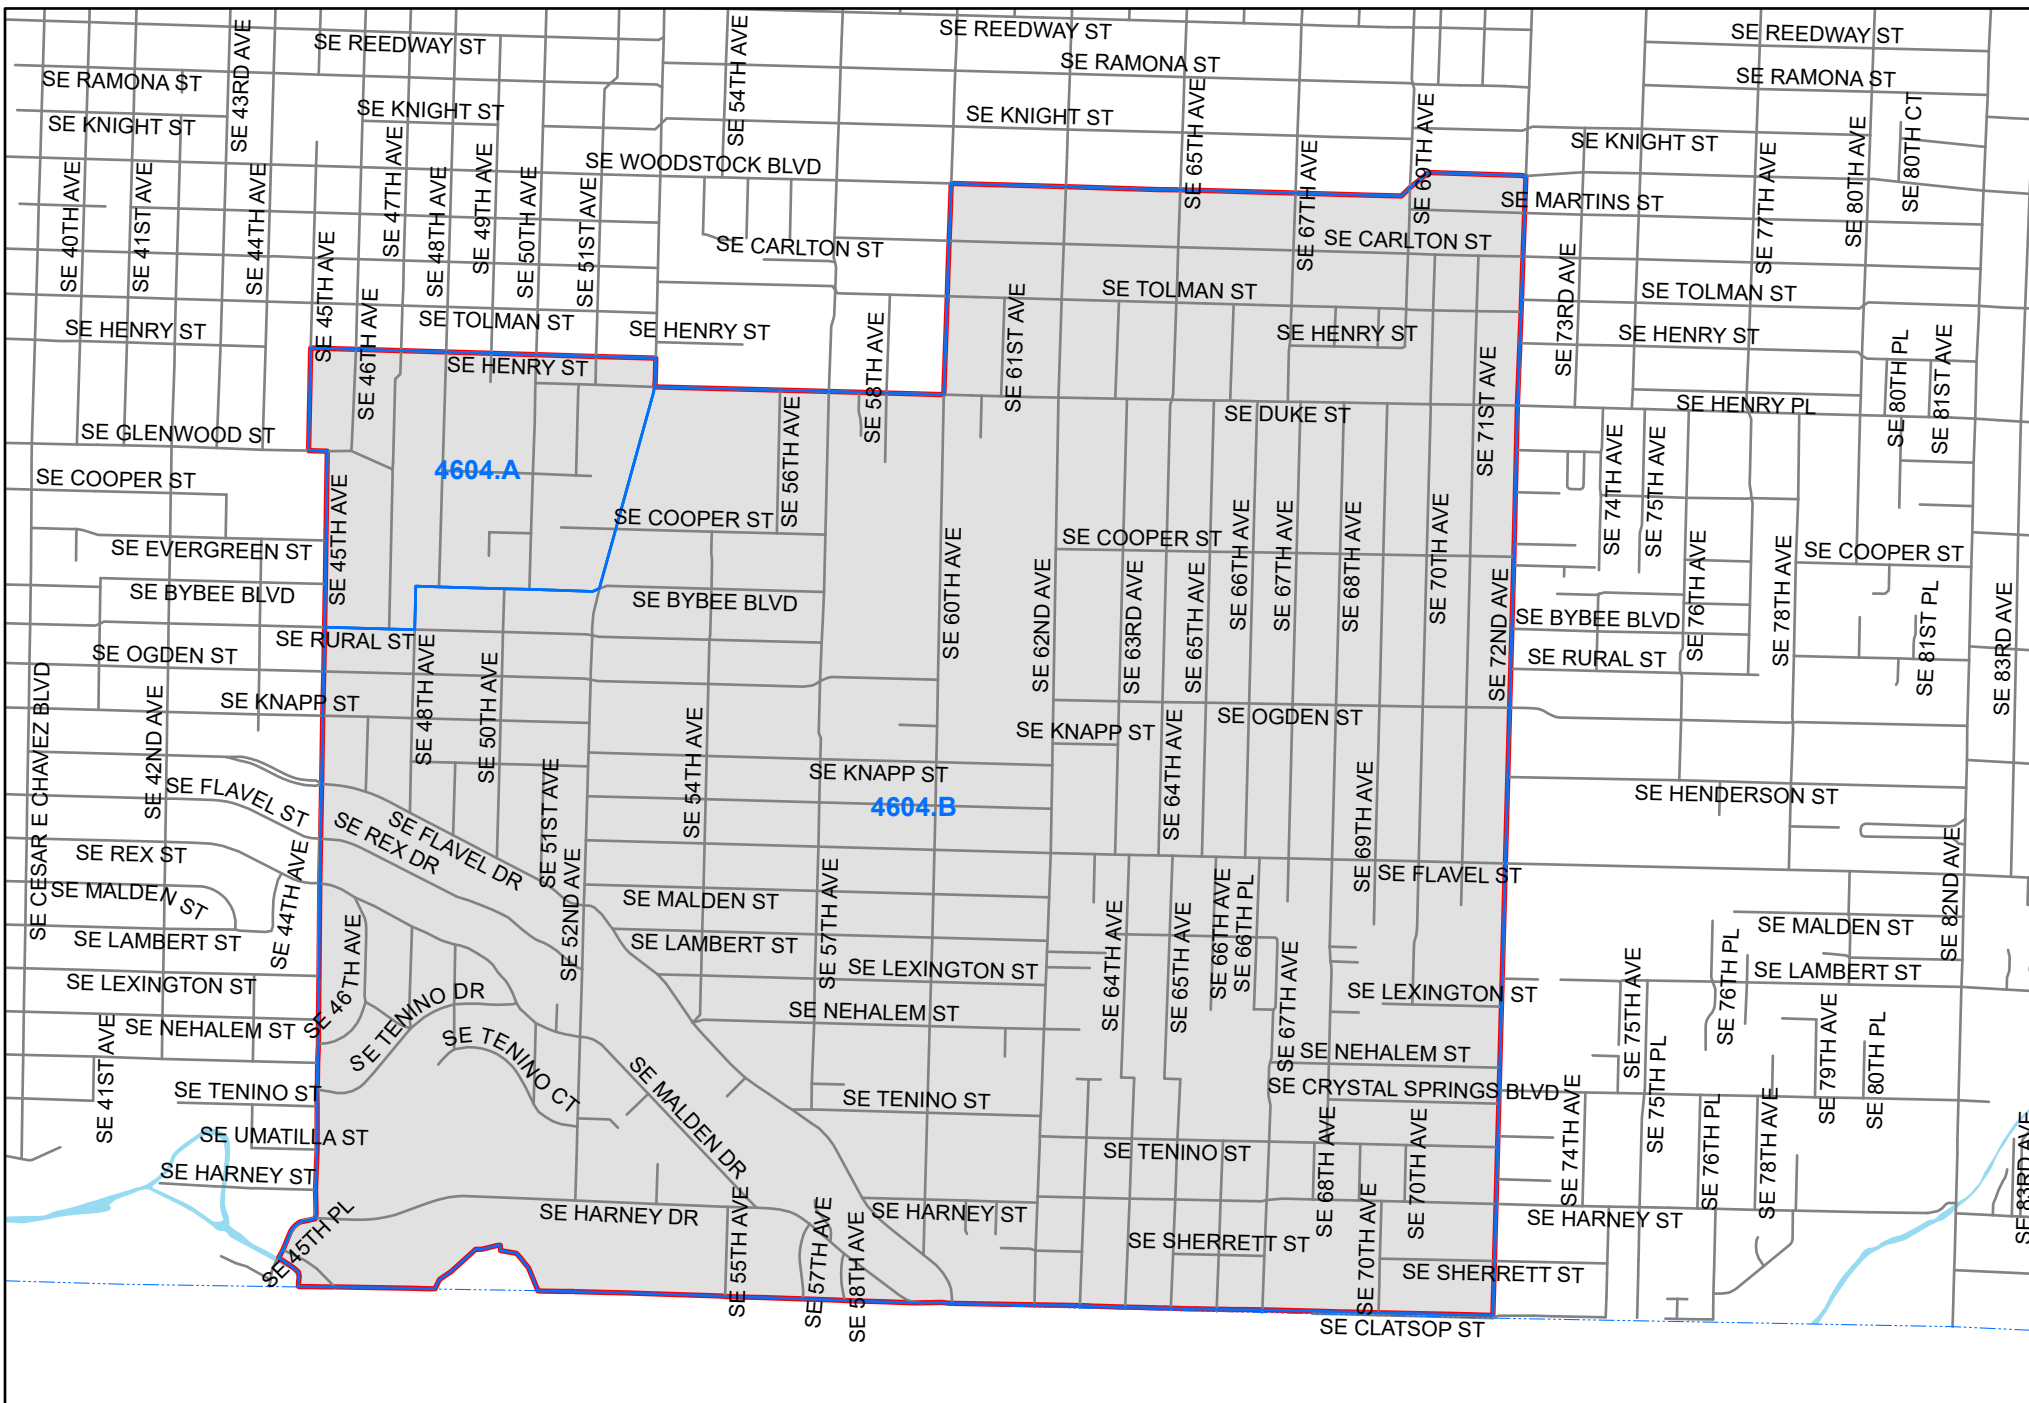 SE REEDWAY ST
SE REEDWAY ST
SE REEDWAY ST
SE RAMONA ST
SE RAMONA ST
SE RAMONA ST
SE 43RD AVE
SE 54TH AVE
SE KNIGHT ST
SE KNIGHT ST
SE KNIGHT ST
SE KNIGHT ST
SE 65TH AVE
SE 69TH AVE
SE 80TH CT
SE 80TH AVE
SE 77TH AVE
SE 67TH AVE
SE WOODSTOCK BLVD
SE 40TH AVE
SE 41ST AVE
SE 44TH AVE
SE 47TH AVE
SE 48TH AVE
SE 49TH AVE
SE 50TH AVE
SE 51ST AVE
SE MARTINS ST
SE CARLTON ST
SE CARLTON ST
SE 45TH AVE
SE 46TH AVE
SE 73RD AVE
SE TOLMAN ST
SE TOLMAN ST
SE TOLMAN ST
SE HENRY ST
SE HENRY ST
SE HENRY ST
SE HENRY ST
SE HENRY ST
SE 58TH AVE
SE 61ST AVE
SE 71ST AVE
SE 80TH PL
SE 81ST AVE
SE HENRY PL
SE DUKE ST
SE GLENWOOD ST
4604.A
SE 56TH AVE
SE COOPER ST
SE COOPER ST
SE COOPER ST
SE COOPER ST
SE 74TH AVE
SE 75TH AVE
SE 45TH AVE
SE EVERGREEN ST
SE BYBEE BLVD
SE BYBEE BLVD
SE BYBEE BLVD
SE 60TH AVE
SE 62ND AVE
SE 63RD AVE
SE 65TH AVE
SE 66TH AVE
SE 67TH AVE
SE 68TH AVE
SE 70TH AVE
SE 72ND AVE
SE 76TH AVE
SE 78TH AVE
SE 81ST PL
SE 83RD AVE
SE RURAL ST
SE RURAL ST
SE OGDEN ST
SE OGDEN ST
SE CESAR E CHAVEZ BLVD
SE 42ND AVE
SE KNAPP ST
SE KNAPP ST
SE KNAPP ST
SE 48TH AVE
SE 50TH AVE
SE 51ST AVE
SE 54TH AVE
SE 64TH AVE
SE 69TH AVE
4604.B
SE HENDERSON ST
SE FLAVEL ST
SE FLAVEL DR
SE REX DR
SE REX ST
SE FLAVEL ST
SE MALDEN ST
SE MALDEN ST
SE MALDEN ST
SE 44TH AVE
SE 46TH AVE
SE 52ND AVE
SE 57TH AVE
SE 64TH AVE
SE 65TH AVE
SE 66TH AVE
SE 66TH PL
SE 67TH AVE
SE 82ND AVE
SE LAMBERT ST
SE LAMBERT ST
SE LAMBERT ST
SE LEXINGTON ST
SE LEXINGTON ST
SE LEXINGTON ST
SE 76TH PL
SE 75TH AVE
SE TENINO DR
SE NEHALEM ST
SE NEHALEM ST
SE NEHALEM ST
SE TENINO CT
SE 41ST AVE
SE MALDEN DR
SE 75TH PL
SE 79TH AVE
SE 80TH PL
SE CRYSTAL SPRINGS BLVD
SE TENINO ST
SE TENINO ST
SE TENINO ST
SE UMATILLA ST
SE HARNEY ST
SE 68TH AVE
SE 70TH AVE
SE 74TH AVE
SE 76TH PL
SE 78TH AVE
SE 83RD AVE
SE 45TH PL
SE HARNEY DR
SE HARNEY ST
SE HARNEY ST
SE 55TH AVE
SE 57TH AVE
SE 58TH AVE
SE SHERRETT ST
SE SHERRETT ST
SE 70TH AVE
SE CLATSOP ST